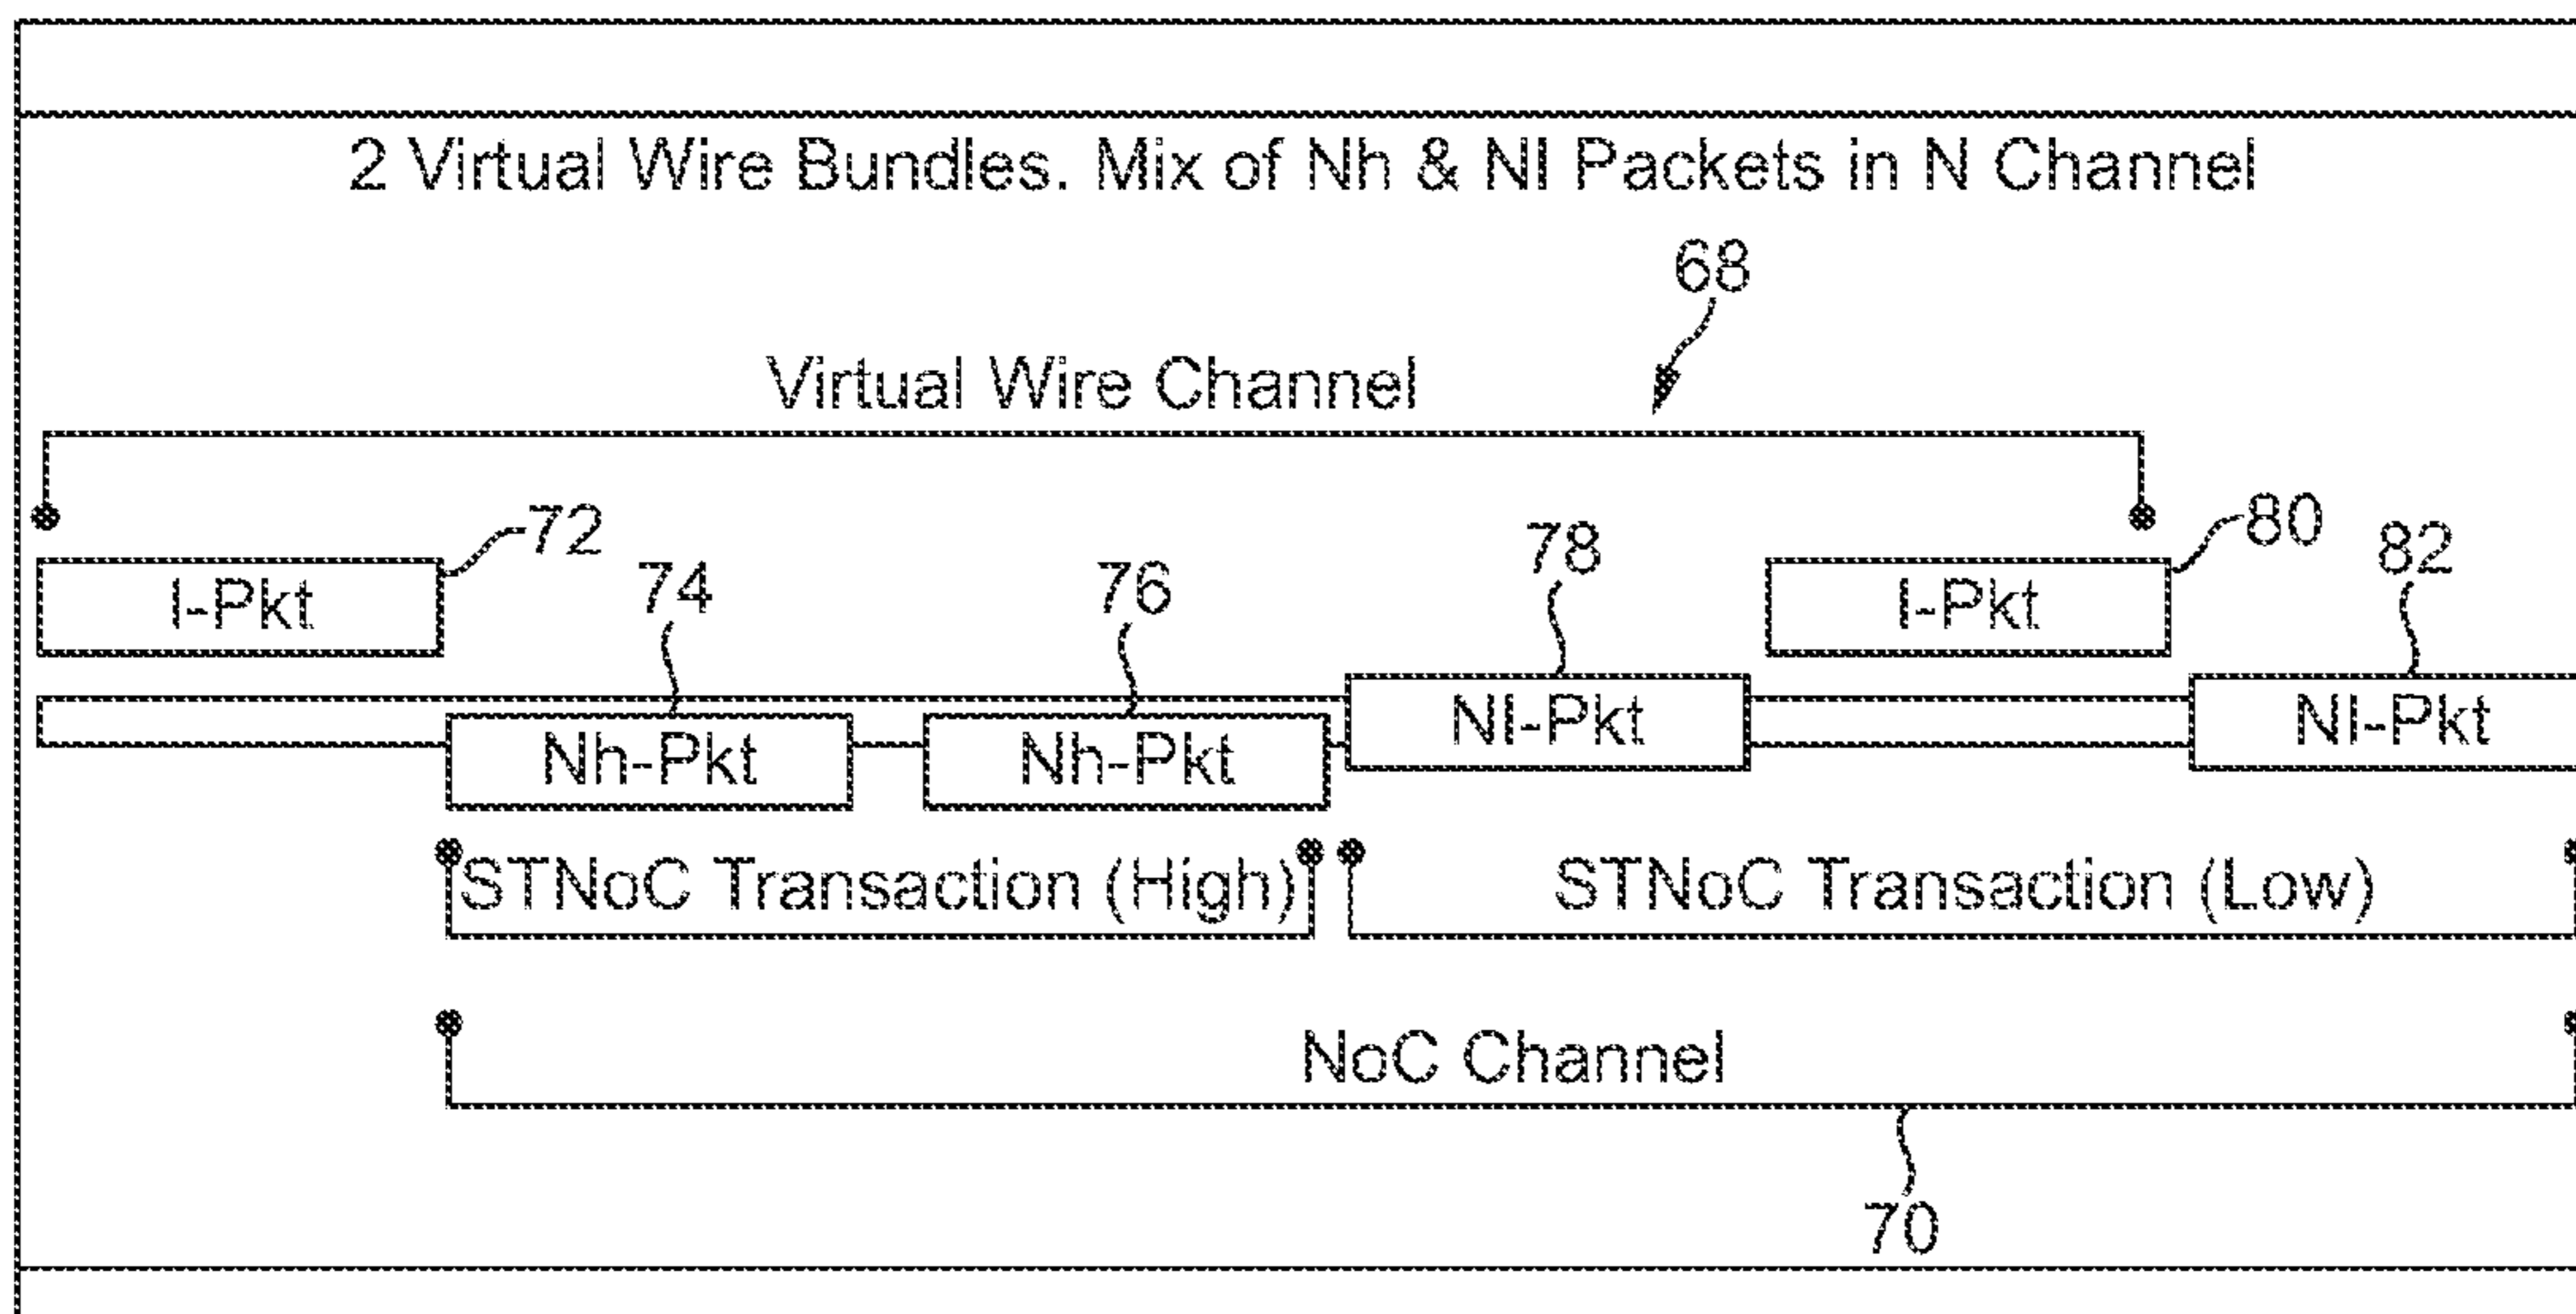 2 Virtual Wire Bundles. Mix of Nh & Nl Packets in N Channel
68
Virtual Wire Channel
72
74
76
78
80
82
I-Pkt
I-Pkt
Nh-Pkt
Nh-Pkt
Nl-Pkt
Nl-Pkt
STNoC Transaction (High)
STNoC Transaction (Low)
NoC Channel
70